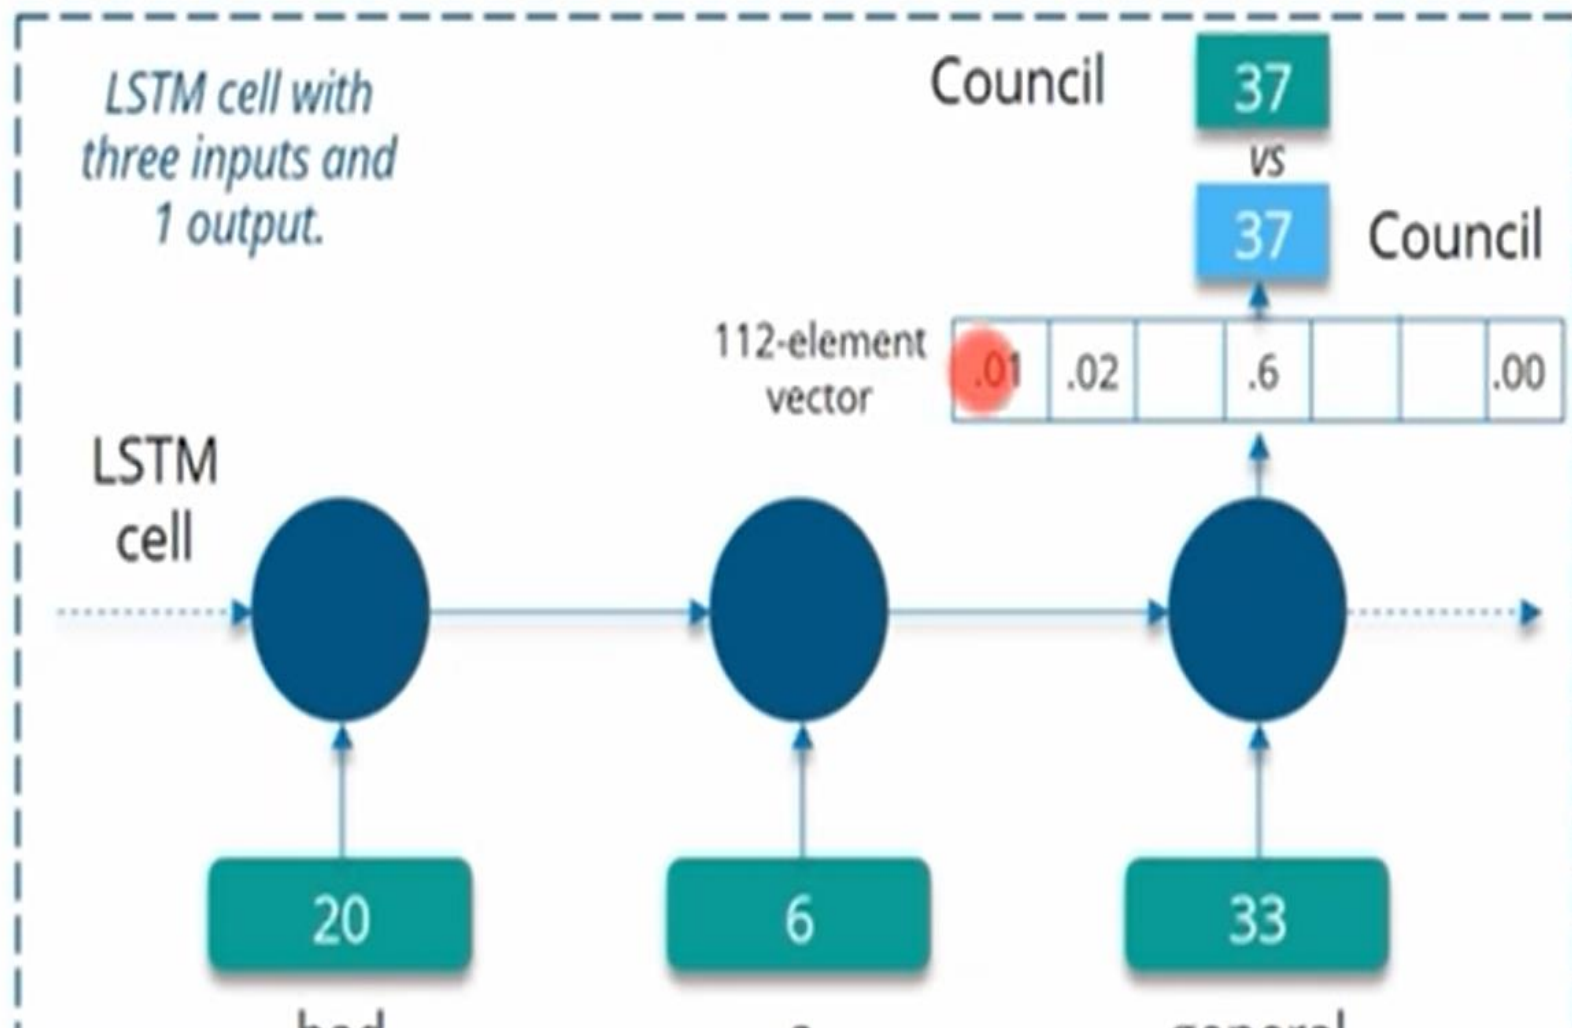 LSTM cell with
three inputs and
1 output.
Council
37
vs
37
Council
112-element
vector
.01
.02
.6
.00
LSTM
cell
20
6
33